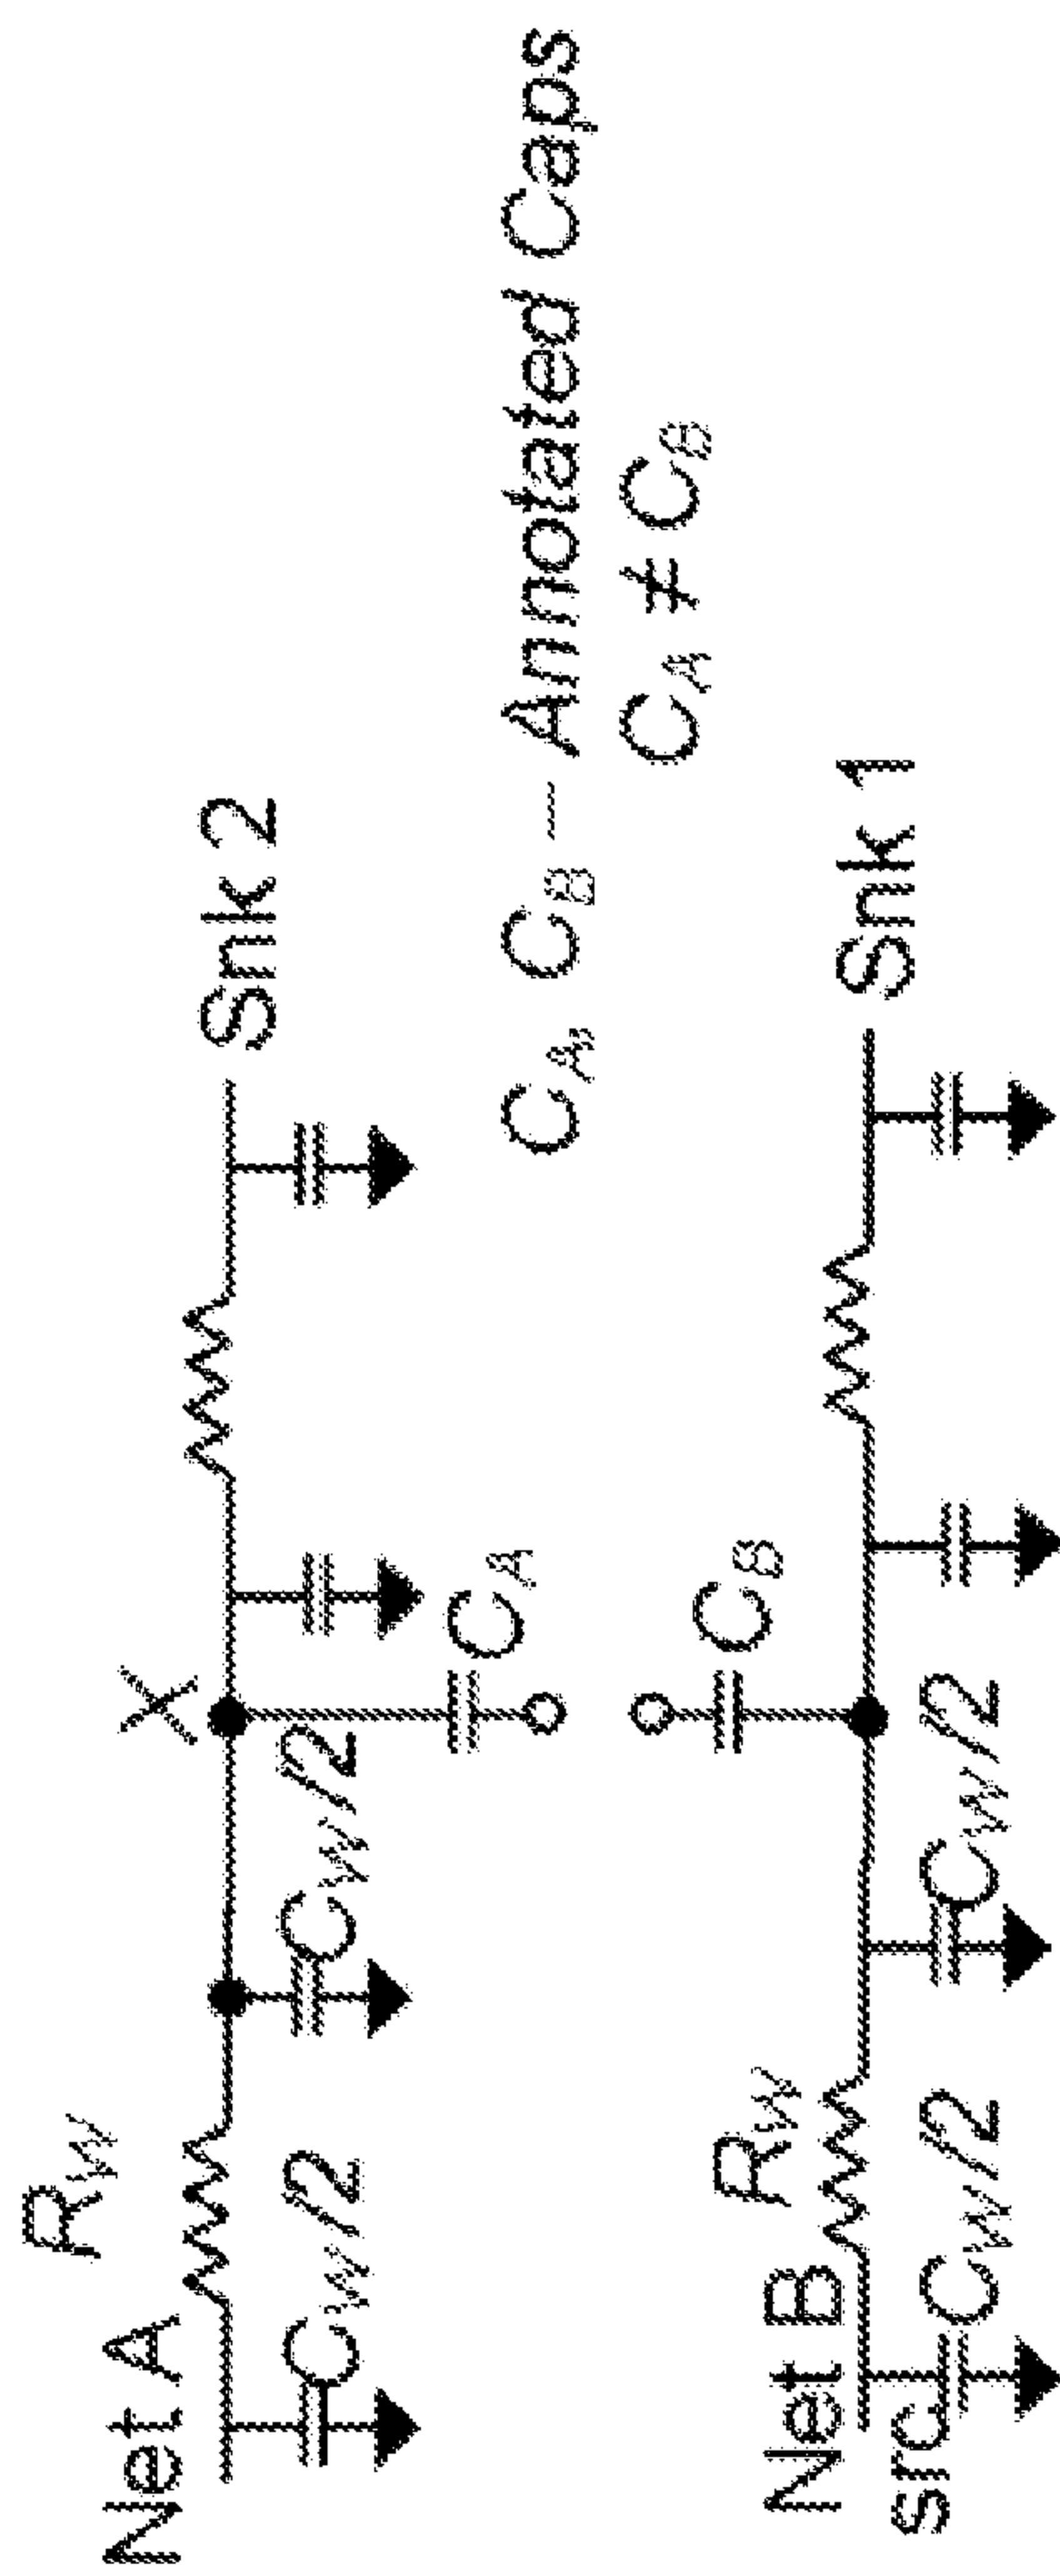 Net A
R_W
X
Snk 2
C_W/2
C_W/2
C_A
C_A, C_B – Annotated Caps
C_A ≠ C_B
C_B
Net B
R_W
Snk 1
src
C_W/2
C_W/2